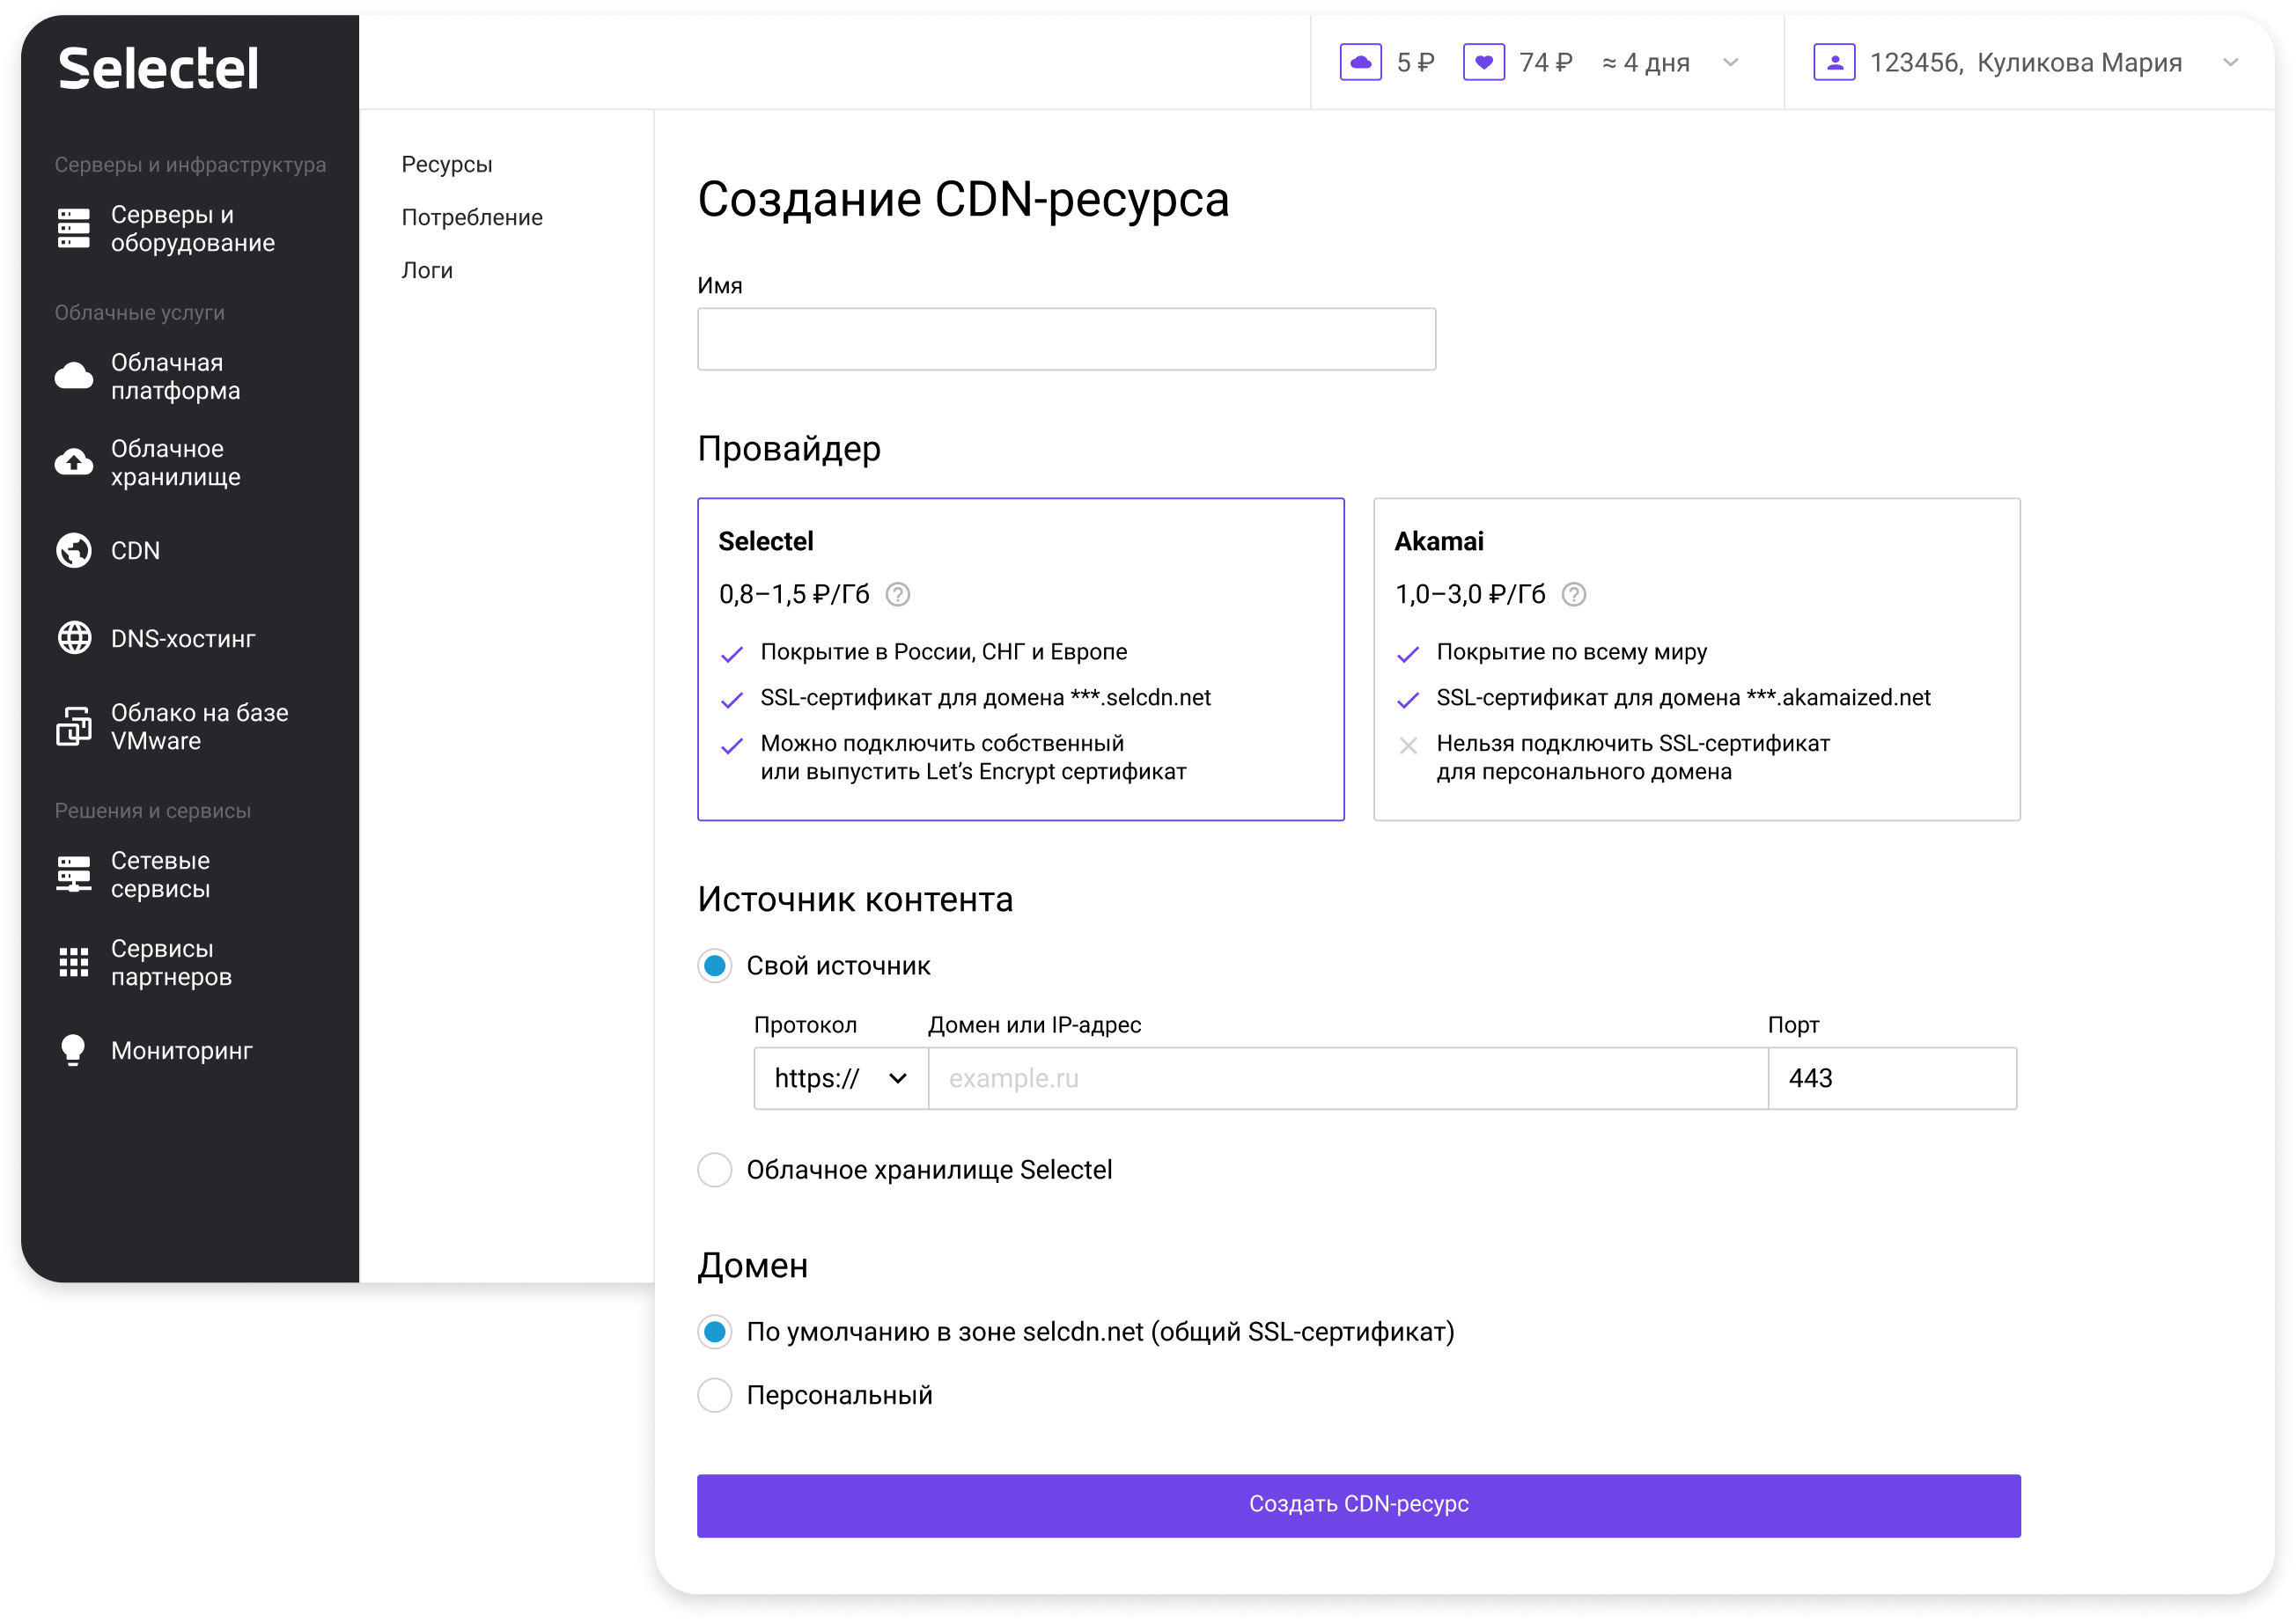 Selectel
5 ₽ 74 ₽ ≈ 4 дня
123456, Куликова Мария
Серверы и инфраструктура
Серверы и
оборудование
Облачные услуги
Облачная
платформа
Облачное
хранилище
CDN
DNS-хостинг
Облако на базе
VMware
Решения и сервисы
Сетевые
сервисы
Сервисы
партнеров
Мониторинг
Ресурсы
Потребление
Логи
Создание CDN-ресурса
Имя
Провайдер
Selectel
0,8–1,5 ₽/Гб ?
Покрытие в России, СНГ и Европе
SSL-сертификат для домена ***.selcdn.net
Можно подключить собственный
или выпустить Let’s Encrypt сертификат
Akamai
1,0–3,0 ₽/Гб ?
Покрытие по всему миру
SSL-сертификат для домена ***.akamaized.net
Нельзя подключить SSL-сертификат
для персонального домена
Источник контента
Свой источник
Протокол Домен или IP-адрес Порт
https:// example.ru 443
Облачное хранилище Selectel
Домен
По умолчанию в зоне selcdn.net (общий SSL-сертификат)
Персональный
Создать CDN-ресурс